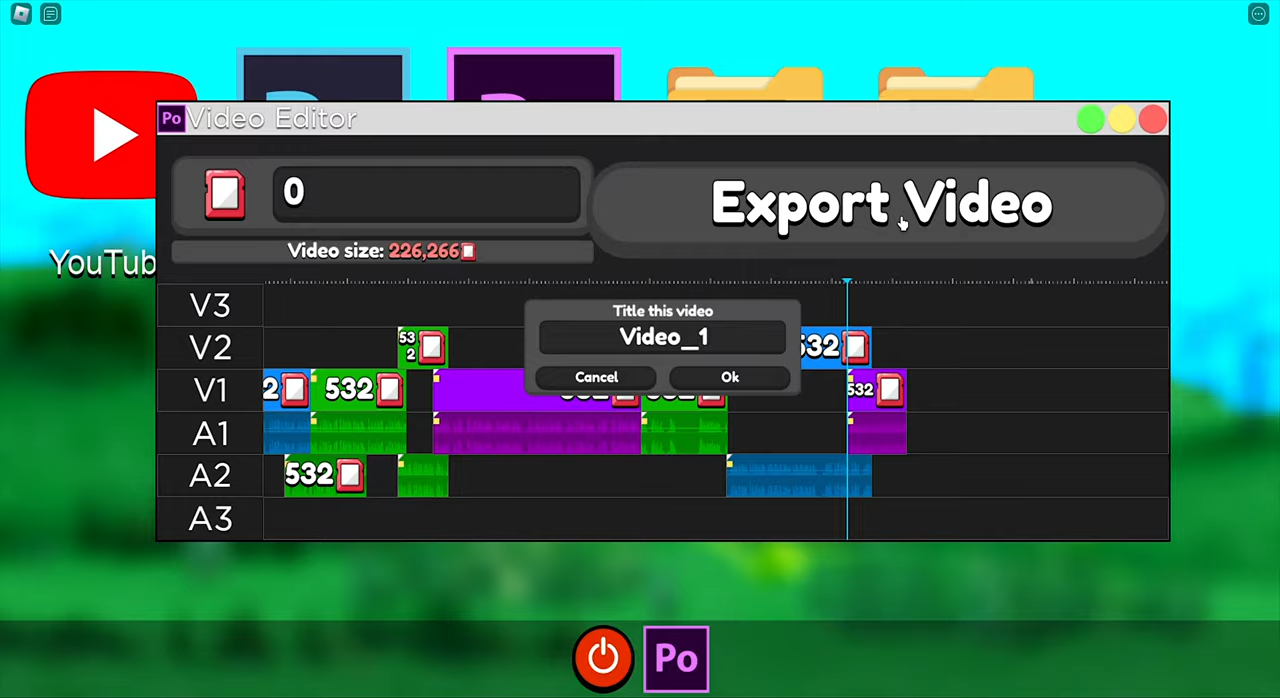 Po Video Editor
0
Export Video
Video size: 226,266
Title this video
Video_1
Cancel Ok
YouTub
V3
V2
53
2
532
V1
2
532
532
A1
A2
532
A3
Po